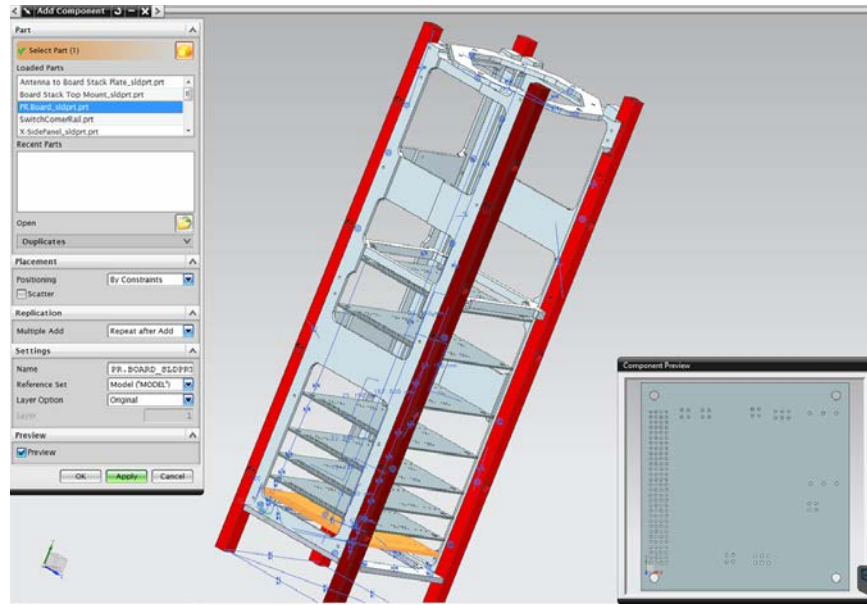 Add Component
Part
Select Part (1)
Loaded Parts
Antenna to Board Stack Plate_sldprt.prt
Board Stack Top Mount_sldprt.prt
PR.Board_sldprt.prt
SwitchCornerRail.prt
X-SidePanel_sldprt.prt
Recent Parts
Open
Duplicates
Placement
Positioning By Constraints
Scatter
Replication
Multiple Add Repeat after Add
Settings
Name PR.BOARD_SLDPRT
Reference Set Model ("MODEL")
Layer Option Original
Layer 1
Preview
Preview
OK Apply Cancel
Component Preview